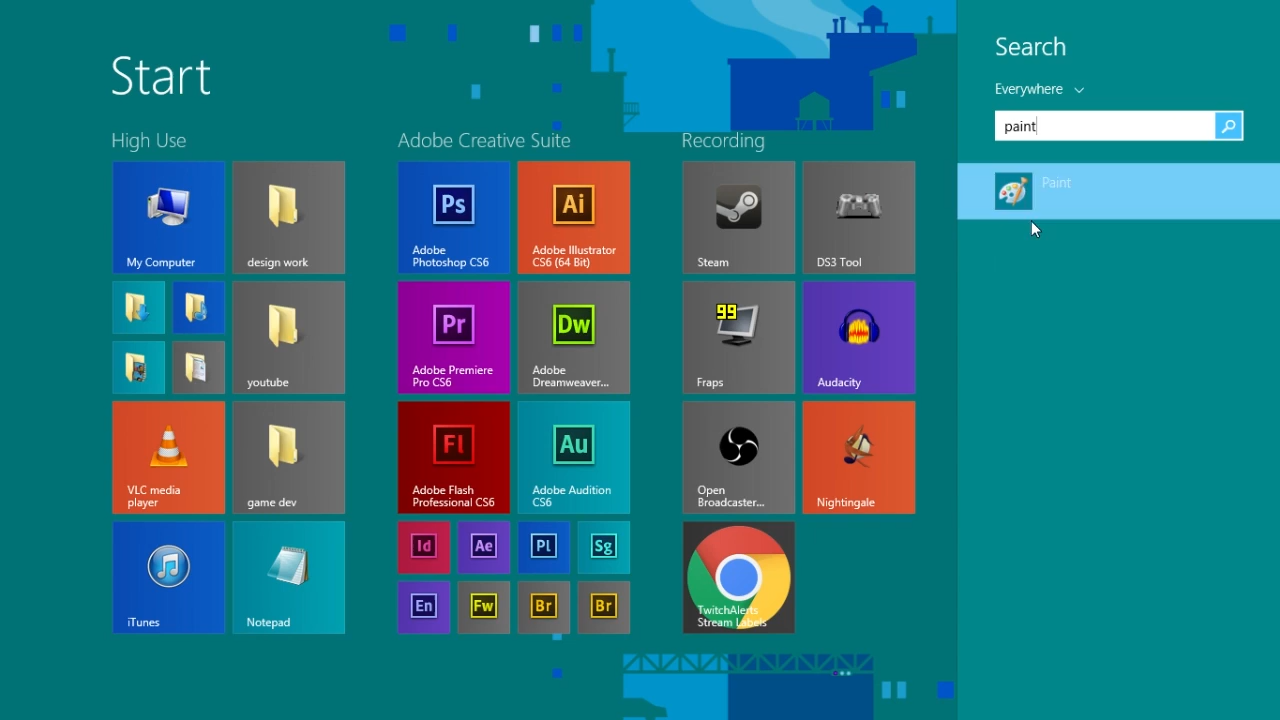 Start
High Use
My Computer
design work
youtube
VLC media
player
game dev
iTunes
Notepad
Adobe Creative Suite
Ps
Adobe
Photoshop CS6
Ai
Adobe Illustrator
CS6 (64 Bit)
Pr
Adobe Premiere
Pro CS6
Dw
Adobe
Dreamweaver...
Fl
Adobe Flash
Professional CS6
Au
Adobe Audition
CS6
Id
Ae
Pl
Sg
En
Fw
Br
Br
Recording
Steam
DS3 Tool
99
Fraps
Audacity
Open
Broadcaster...
Nightingale
TwitchAlerts
Stream Labels
Search
Everywhere
paint
Paint